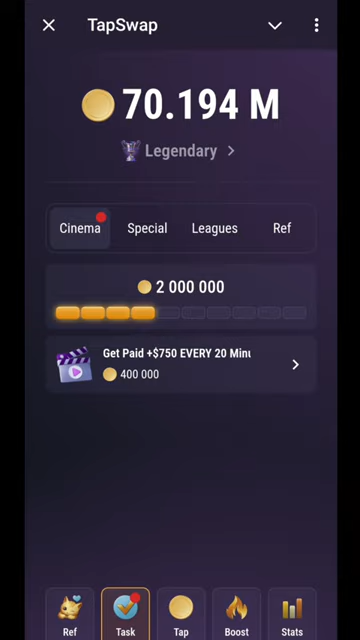 TapSwap
70.194 M
Legendary
Cinema Special Leagues Ref
2 000 000
Get Paid +$750 EVERY 20 Minu
400 000
Ref Task Tap Boost Stats